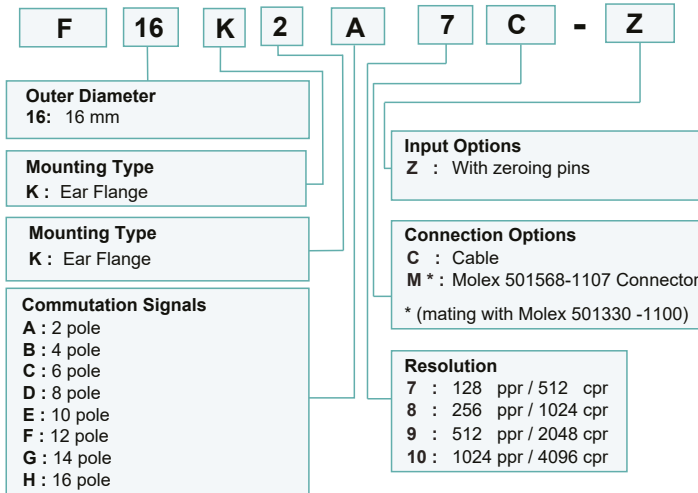 F 16 K 2 A 7 C - Z
Outer Diameter
16: 16 mm
Mounting Type
K : Ear Flange
Mounting Type
K : Ear Flange
Commutation Signals
A : 2 pole
B : 4 pole
C : 6 pole
D : 8 pole
E : 10 pole
F : 12 pole
G : 14 pole
H : 16 pole
Input Options
Z : With zeroing pins
Connection Options
C : Cable
M * : Molex 501568-1107 Connector
* (mating with Molex 501330 -1100)
Resolution
7 : 128 ppr / 512 cpr
8 : 256 ppr / 1024 cpr
9 : 512 ppr / 2048 cpr
10 : 1024 ppr / 4096 cpr